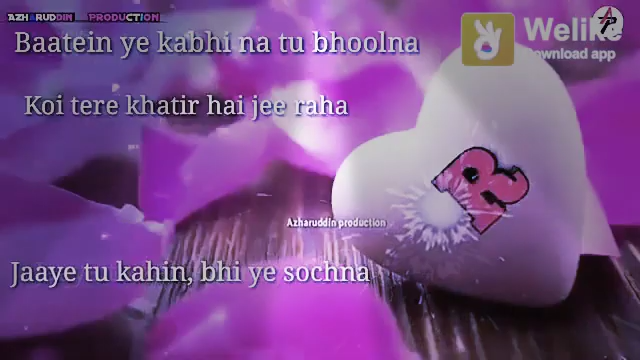 AZHARUDDIN PRODUCTION
Baatein ye kabhi na tu bhoolna
Welike
Download app
Koi tere khatir hai jee raha
R
Azharuddin production
Jaaye tu kahin, bhi ye sochna